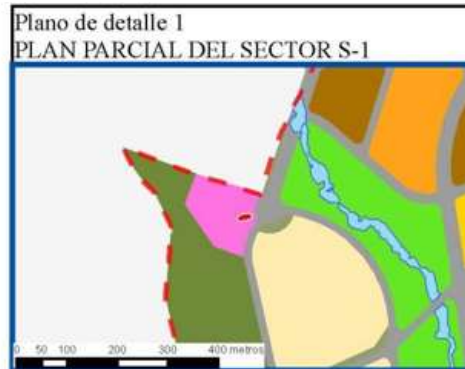 Plano de detalle 1
PLAN PARCIAL DEL SECTOR S-1
0 50 100 200 300 400 metros